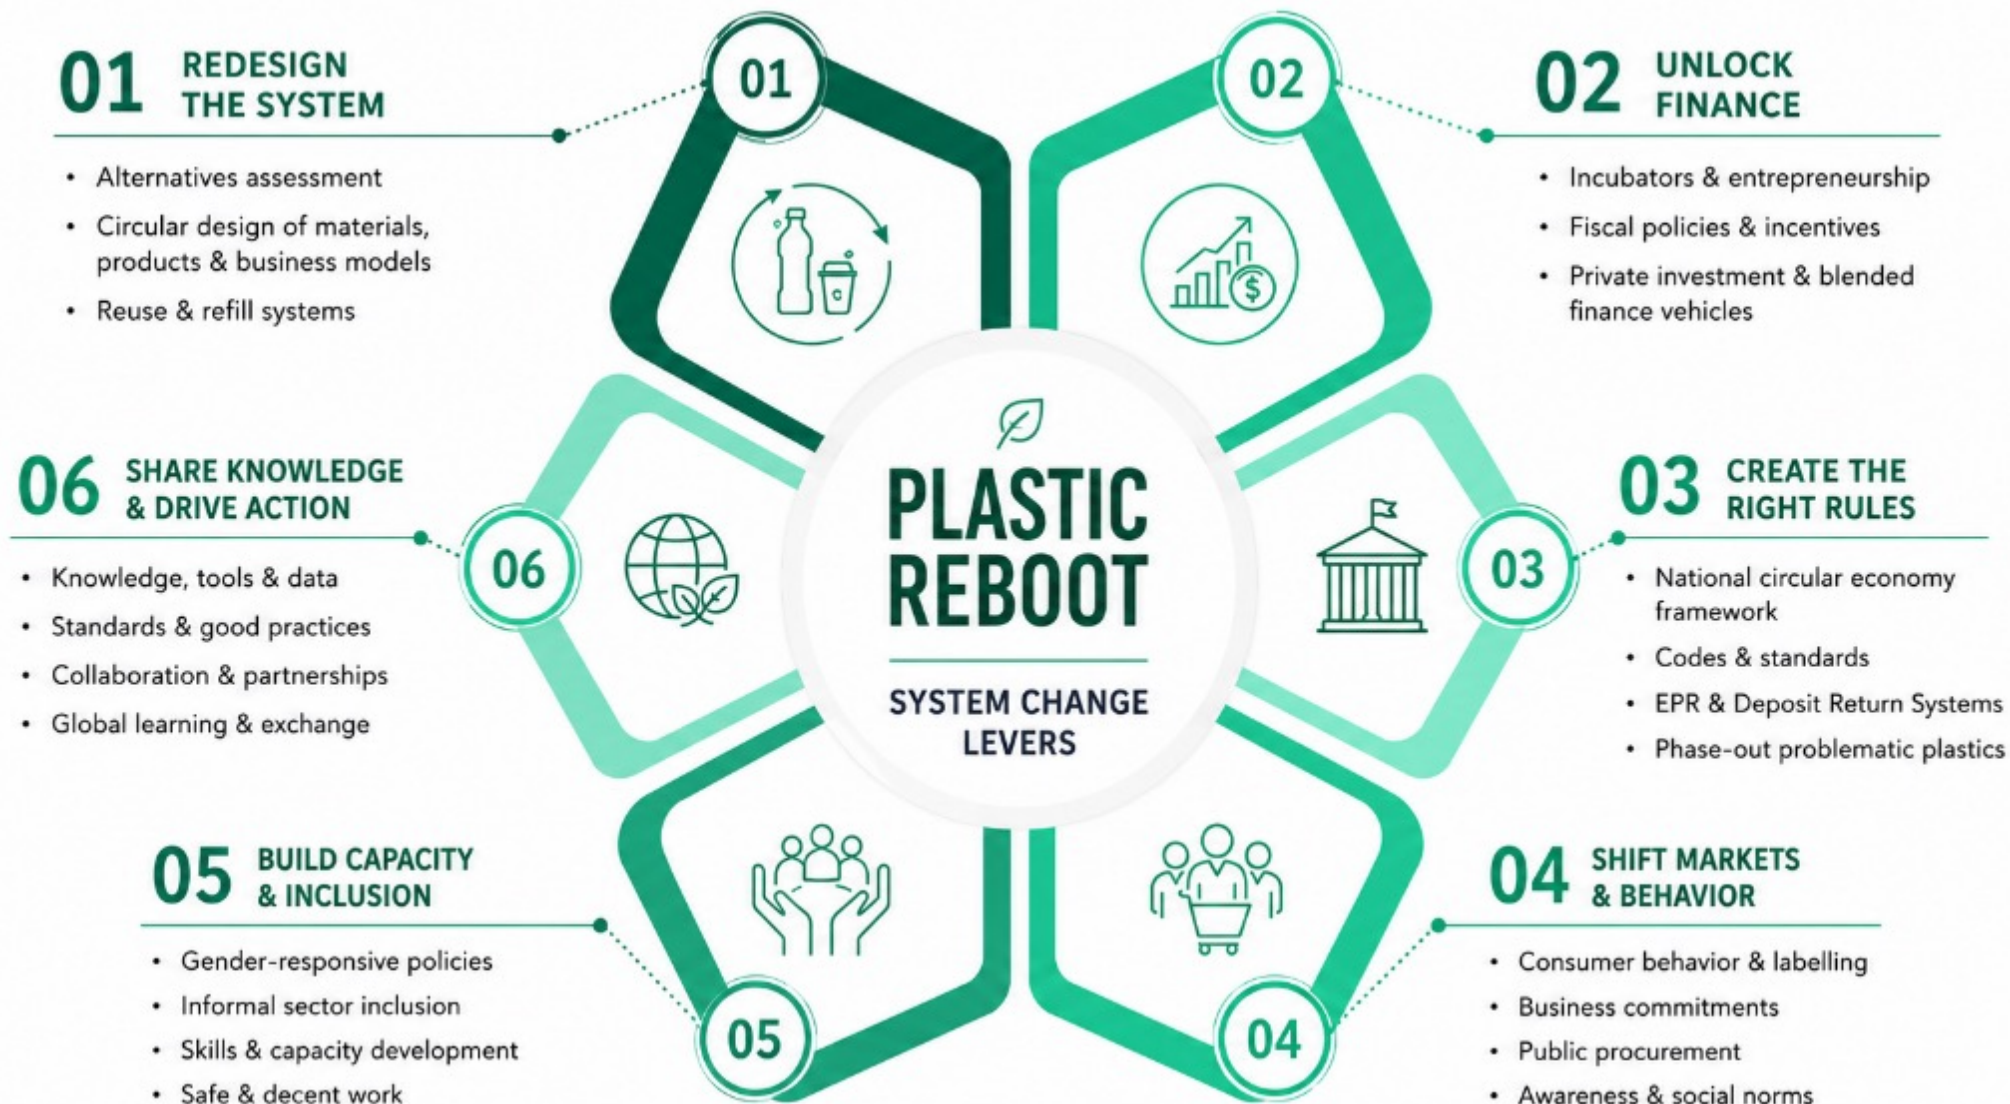 01 REDESIGN
THE SYSTEM
• Alternatives assessment
• Circular design of materials,
products & business models
• Reuse & refill systems
01
02
02 UNLOCK
FINANCE
• Incubators & entrepreneurship
• Fiscal policies & incentives
• Private investment & blended
finance vehicles
$
PLASTIC
REBOOT
SYSTEM CHANGE
LEVERS
03
03 CREATE THE
RIGHT RULES
• National circular economy
framework
• Codes & standards
• EPR & Deposit Return Systems
• Phase-out problematic plastics
04
04 SHIFT MARKETS
& BEHAVIOR
• Consumer behavior & labelling
• Business commitments
• Public procurement
• Awareness & social norms
05
05 BUILD CAPACITY
& INCLUSION
• Gender-responsive policies
• Informal sector inclusion
• Skills & capacity development
• Safe & decent work
06
06 SHARE KNOWLEDGE
& DRIVE ACTION
• Knowledge, tools & data
• Standards & good practices
• Collaboration & partnerships
• Global learning & exchange